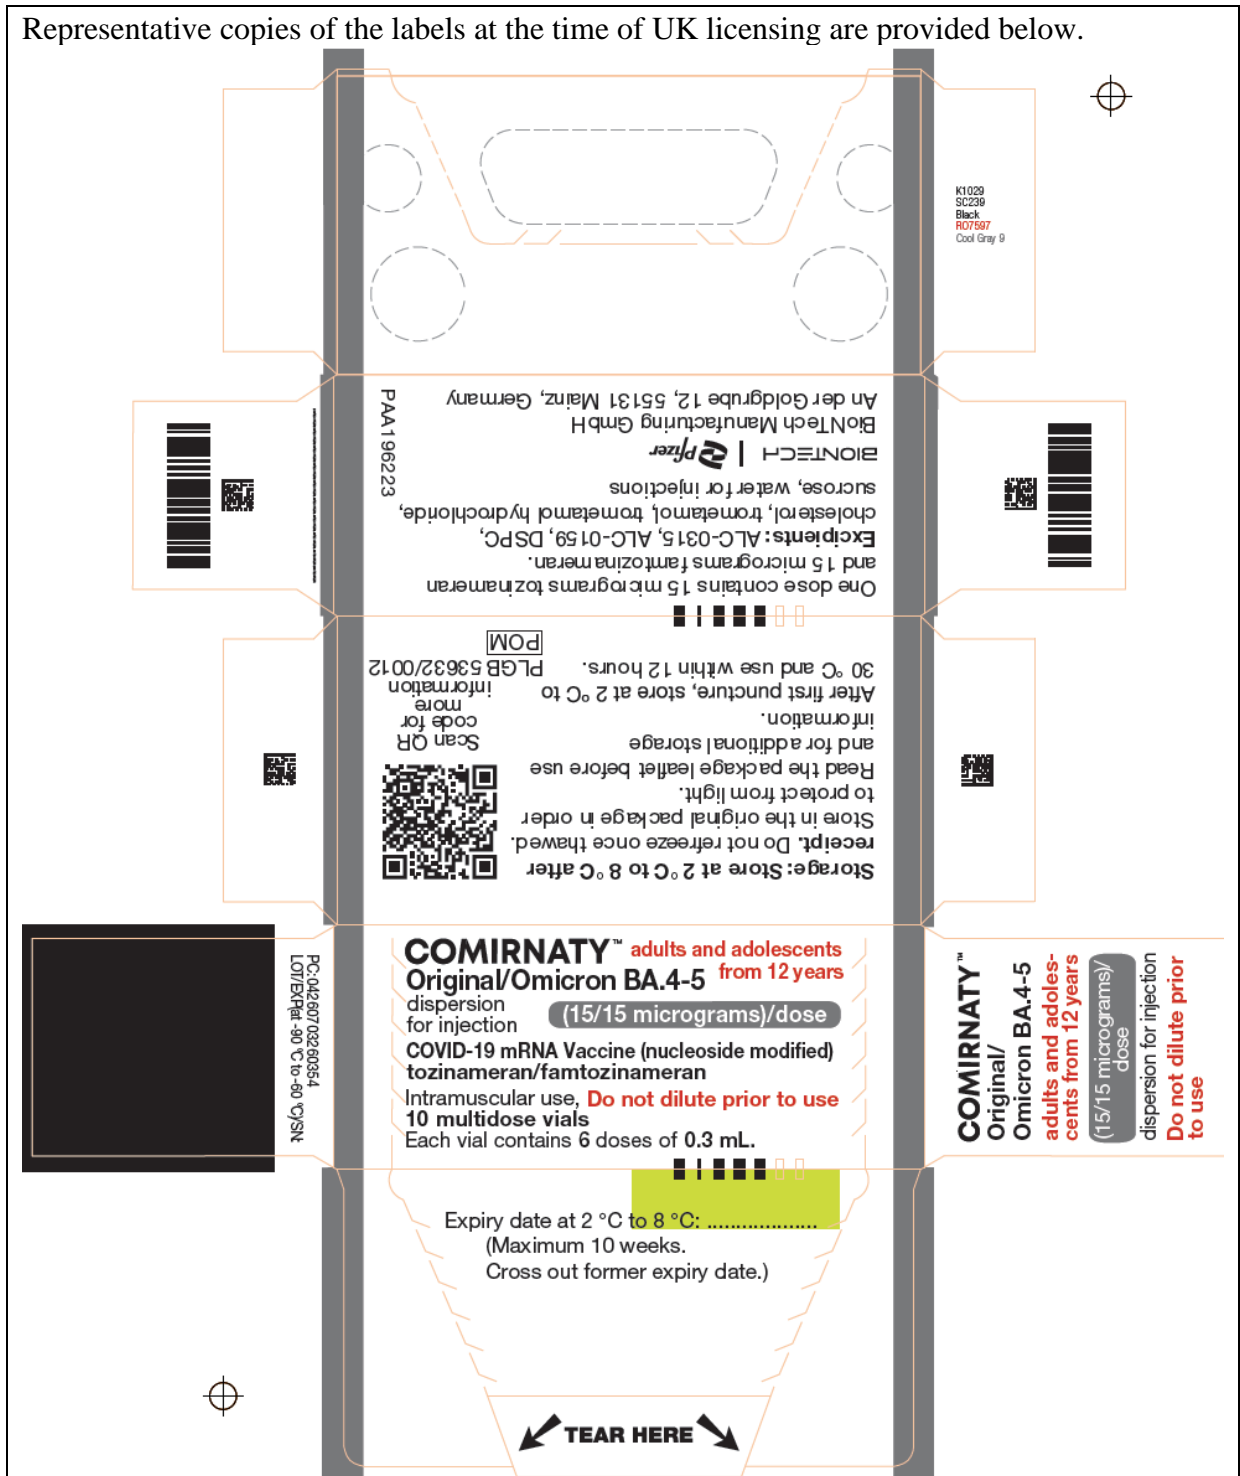 Representative copies of the labels at the time of UK licensing are provided below.
K1029
SC239
Black
RO7597
Cool Gray 9
PAA196223
One dose contains 15 micrograms tozinameran
and 15 micrograms famtozinameran.
Excipients: ALC-0315, ALC-0159, DSPC,
cholesterol, trometamol, trometamol hydrochloride,
sucrose, water for injections
BIONTECH | Pfizer
BioNTech Manufacturing GmbH
An der Goldgrube 12, 55131 Mainz, Germany
Storage: Store at 2 °C to 8 °C after
receipt. Do not refreeze once thawed.
Store in the original package in order
to protect from light.
Read the package leaflet before use
and for additional storage
information.
After first puncture, store at 2 °C to
30 °C and use within 12 hours.
Scan QR
code for
more
information
PLGB 53632/0012
POM
PC:04260703260354
LOT/EXP(at -90 °C to -60 °C)/SN:
COMIRNATY™ adults and adolescents
Original/Omicron BA.4-5 from 12 years
dispersion
for injection
(15/15 micrograms)/dose
COVID-19 mRNA Vaccine (nucleoside modified)
tozinameran/famtozinameran
Intramuscular use, Do not dilute prior to use
10 multidose vials
Each vial contains 6 doses of 0.3 mL.
COMIRNATY™
Original/
Omicron BA.4-5
adults and adoles-
cents from 12 years
(15/15 micrograms)/
dose
dispersion for injection
Do not dilute prior
to use
Expiry date at 2 °C to 8 °C: ...................
(Maximum 10 weeks.
Cross out former expiry date.)
TEAR HERE